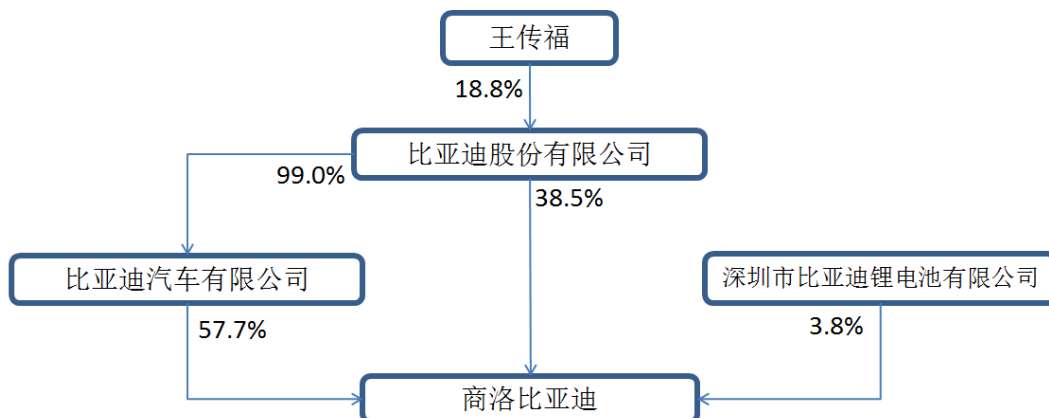 王传福
18.8%
比亚迪股份有限公司
99.0%
38.5%
比亚迪汽车有限公司
深圳市比亚迪锂电池有限公司
57.7%
3.8%
商洛比亚迪